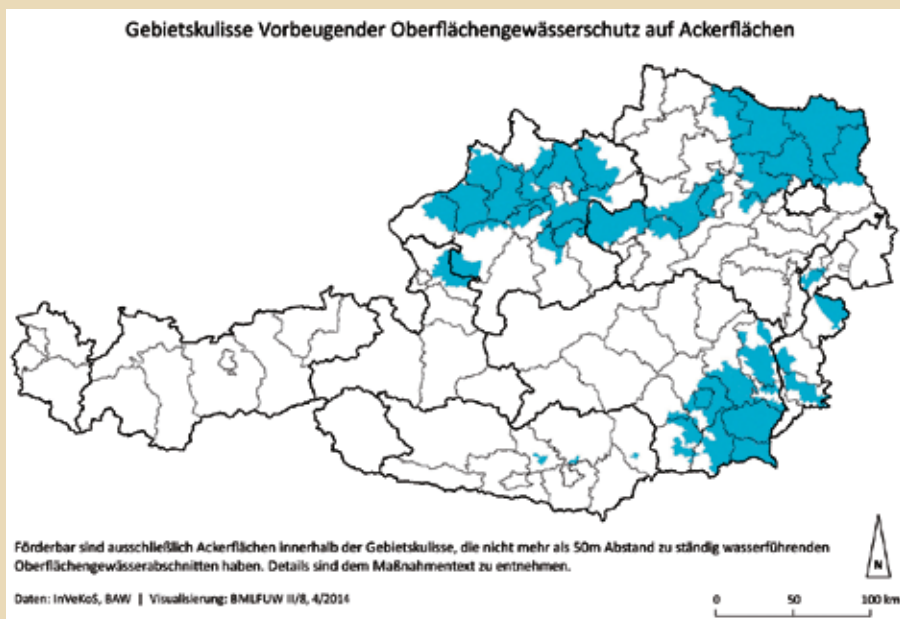 Gebietskulisse Vorbeugender Oberflächengewässerschutz auf Ackerflächen
Förderbar sind ausschließlich Ackerflächen innerhalb der Gebietskulisse, die nicht mehr als 50m Abstand zu ständig wasserführenden
Oberflächengewässerabschnitten haben. Details sind dem Maßnahmentext zu entnehmen.
N
Daten: InVeKoS, BAW | Visualisierung: BMLFUW II/8, 4/2014
0 50 100 km